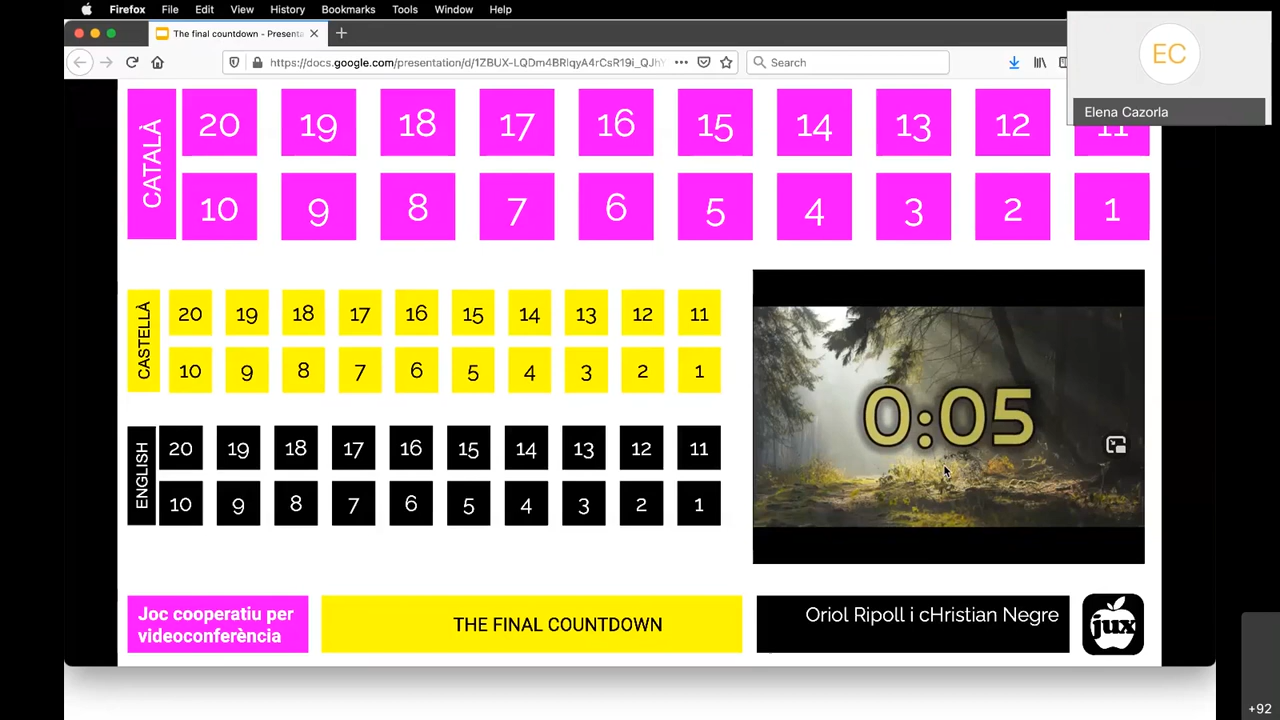 Firefox File Edit View History Bookmarks Tools Window Help
The final countdown - Presenta
https://docs.google.com/presentation/d/1ZBUX-LQDm4BRlqyA4rCsR19i_QJhY
Search
EC
Elena Cazorla
CATALÀ
20 19 18 17 16 15 14 13 12 11
10 9 8 7 6 5 4 3 2 1
CASTELLÀ
20 19 18 17 16 15 14 13 12 11
10 9 8 7 6 5 4 3 2 1
0:05
ENGLISH
20 19 18 17 16 15 14 13 12 11
10 9 8 7 6 5 4 3 2 1
Joc cooperatiu per
videoconferència
THE FINAL COUNTDOWN
Oriol Ripoll i cHristian Negre
jux
+92